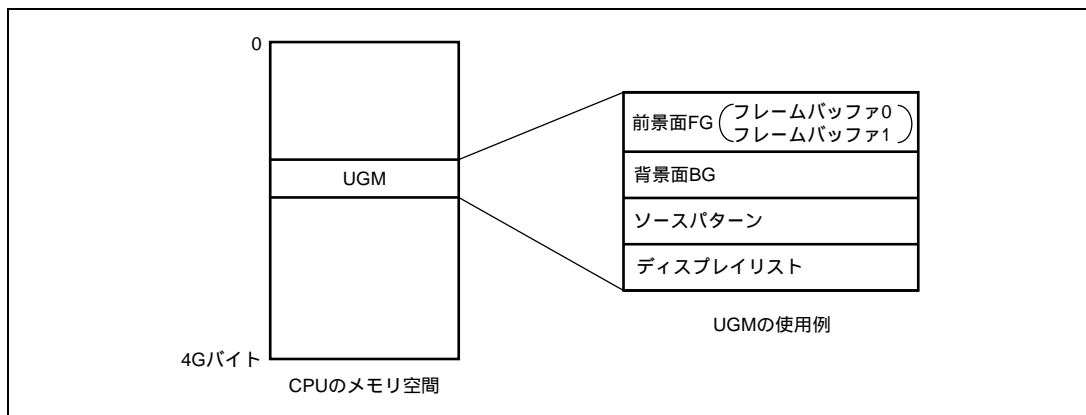 0
UGM
4Gバイト
CPUのメモリ空間
前景面FG(フレームバッファ0
フレームバッファ1)
背景面BG
ソースパターン
ディスプレイリスト
UGMの使用例